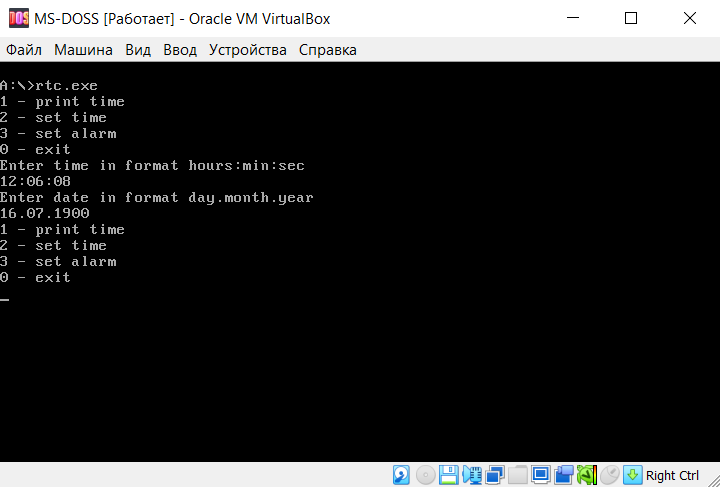 MS-DOSS [Работает] - Oracle VM VirtualBox
Файл Машина Вид Ввод Устройства Справка
A:\>rtc.exe
1 - print time
2 - set time
3 - set alarm
0 - exit
Enter time in format hours:min:sec
12:06:08
Enter date in format day.month.year
16.07.1900
1 - print time
2 - set time
3 - set alarm
0 - exit
Right Ctrl